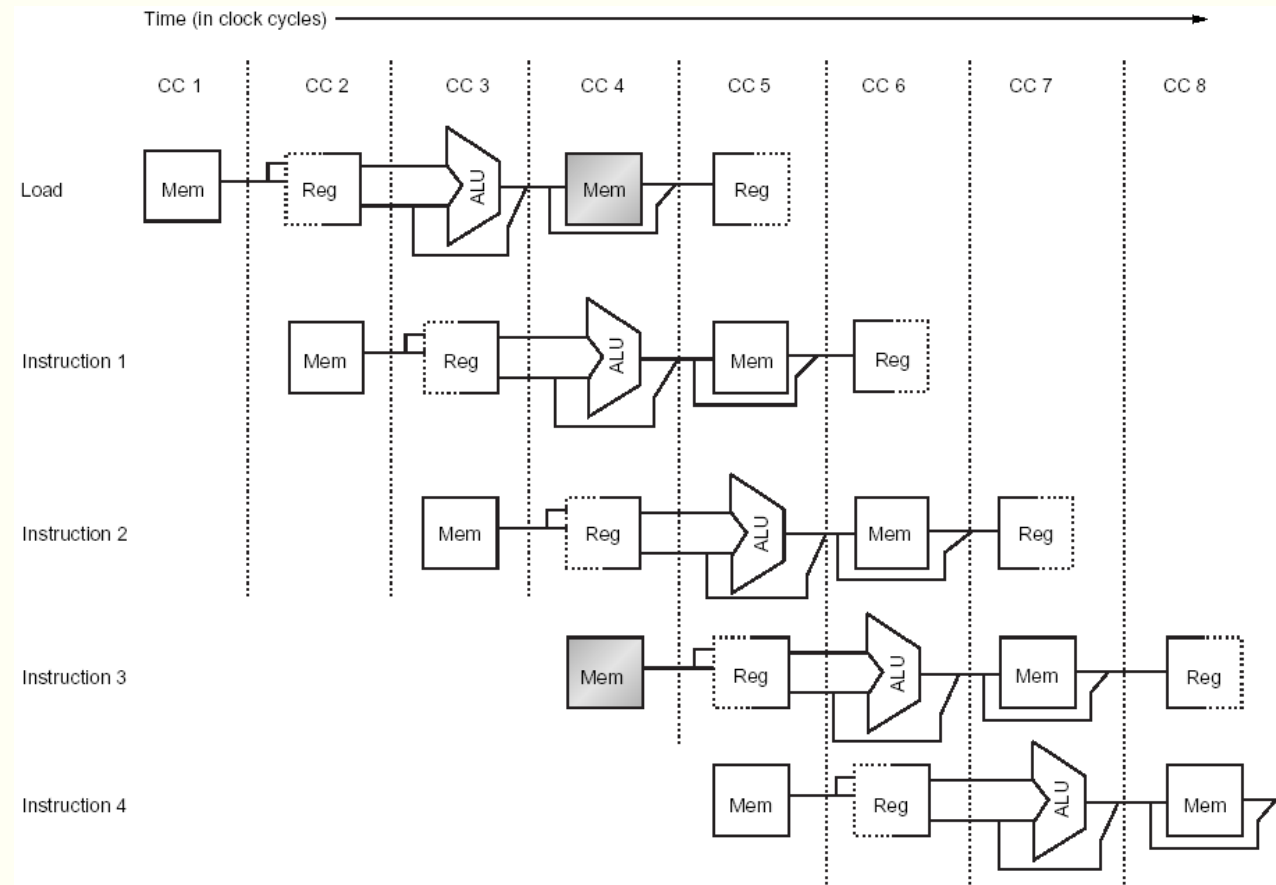 Time (in clock cycles)
CC 1 CC 2 CC 3 CC 4 CC 5 CC 6 CC 7 CC 8
Load Mem Reg ALU Mem Reg
Instruction 1 Mem Reg ALU Mem Reg
Instruction 2 Mem Reg ALU Mem Reg
Instruction 3 Mem Reg ALU Mem Reg
Instruction 4 Mem Reg ALU Mem